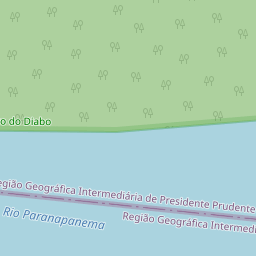 o do Diabo
egião Geográfica Intermediária de Presidente Prudente
Rio Paranapanema
Região Geográfica Intermedi